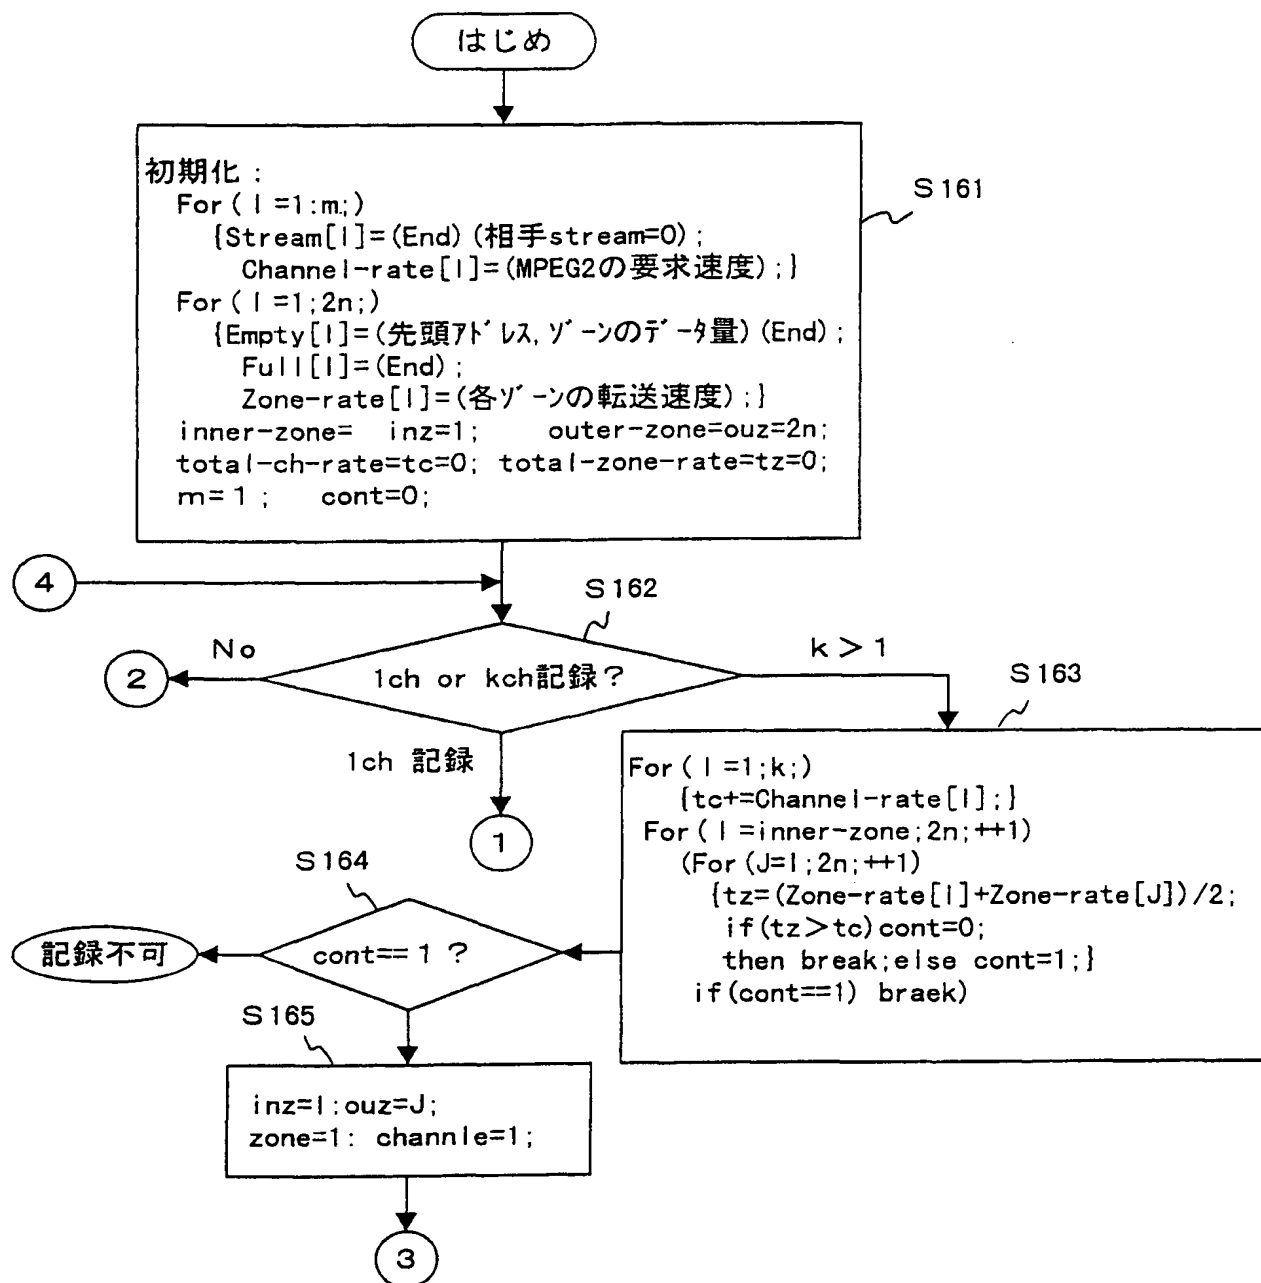 はじめ
初期化:
For(I=1:m;)
{Stream[I]=(End)(相手stream=0);
Channel-rate[I]=(MPEG2の要求速度);}
For(I=1;2n;)
{Empty[I]=(先頭ｱﾄﾞﾚｽ,ｿﾞｰﾝのﾃﾞｰﾀ量)(End);
Full[I]=(End);
Zone-rate[I]=(各ｿﾞｰﾝの転送速度);}
inner-zone= inz=1; outer-zone=ouz=2n;
total-ch-rate=tc=0; total-zone-rate=tz=0;
m=1; cont=0;
S161
4
S162
No
2
1ch or kch記録?
k>1
S163
1ch 記録
1
For(I=1;k;)
{tc+=Channel-rate[I];}
For(I=inner-zone;2n;++1)
(For(J=I;2n;++1)
{tz=(Zone-rate[I]+Zone-rate[J])/2;
if(tz>tc)cont=0;
then break;else cont=1;}
if(cont==1) braek)
S164
cont==1?
記録不可
S165
inz=I;ouz=J;
zone=1: channle=1;
3